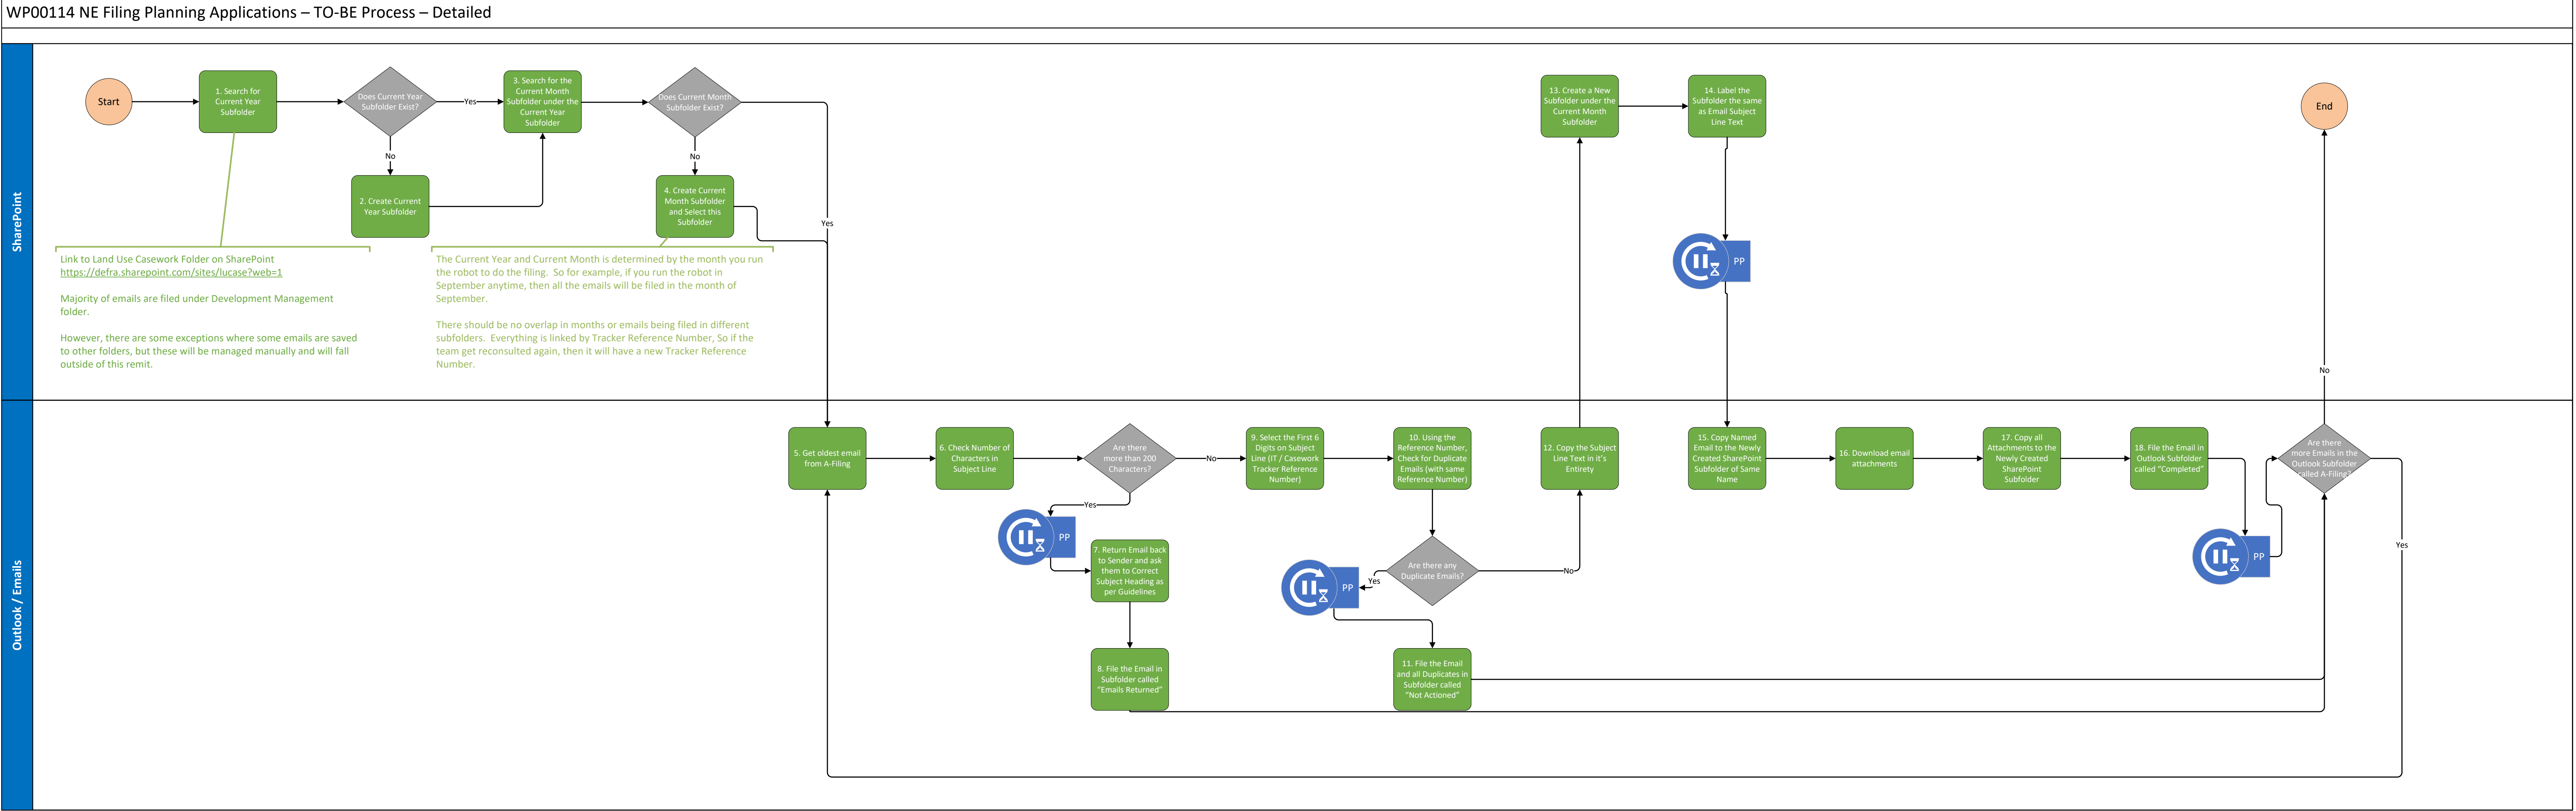 WP00114 NE Filing Planning Applications – TO-BE Process – Detailed
SharePoint
Start
1. Search for
Current Year
Subfolder
Does Current Year
Subfolder Exist?
Yes
No
2. Create Current
Year Subfolder
3. Search for the
Current Month
Subfolder under the
Current Year
Subfolder
Does Current Month
Subfolder Exist?
No
4. Create Current
Month Subfolder
and Select this
Subfolder
Yes
Link to Land Use Casework Folder on SharePoint
https://defra.sharepoint.com/sites/lucase?web=1
Majority of emails are filed under Development Management
folder.
However, there are some exceptions where some emails are saved
to other folders, but these will be managed manually and will fall
outside of this remit.
The Current Year and Current Month is determined by the month you run
the robot to do the filing.  So for example, if you run the robot in
September anytime, then all the emails will be filed in the month of
September.
There should be no overlap in months or emails being filed in different
subfolders.  Everything is linked by Tracker Reference Number, So if the
team get reconsulted again, then it will have a new Tracker Reference
Number.
13. Create a New
Subfolder under the
Current Month
Subfolder
14. Label the
Subfolder the same
as Email Subject
Line Text
PP
End
No
Outlook / Emails
5. Get oldest email
from A-Filing
6. Check Number of
Characters in
Subject Line
Are there
more than 200
Characters?
No
Yes
PP
7. Return Email back
to Sender and ask
them to Correct
Subject Heading as
per Guidelines
8. File the Email in
Subfolder called
“Emails Returned”
9. Select the First 6
Digits on Subject
Line (IT / Casework
Tracker Reference
Number)
10. Using the
Reference Number,
Check for Duplicate
Emails (with same
Reference Number)
Are there any
Duplicate Emails?
Yes
PP
No
11. File the Email
and all Duplicates in
Subfolder called
“Not Actioned”
12. Copy the Subject
Line Text in it’s
Entirety
15. Copy Named
Email to the Newly
Created SharePoint
Subfolder of Same
Name
16. Download email
attachments
17. Copy all
Attachments to the
Newly Created
SharePoint
Subfolder
18. File the Email in
Outlook Subfolder
called “Completed”
PP
Are there
more Emails in the
Outlook Subfolder
called A-Filing?
Yes